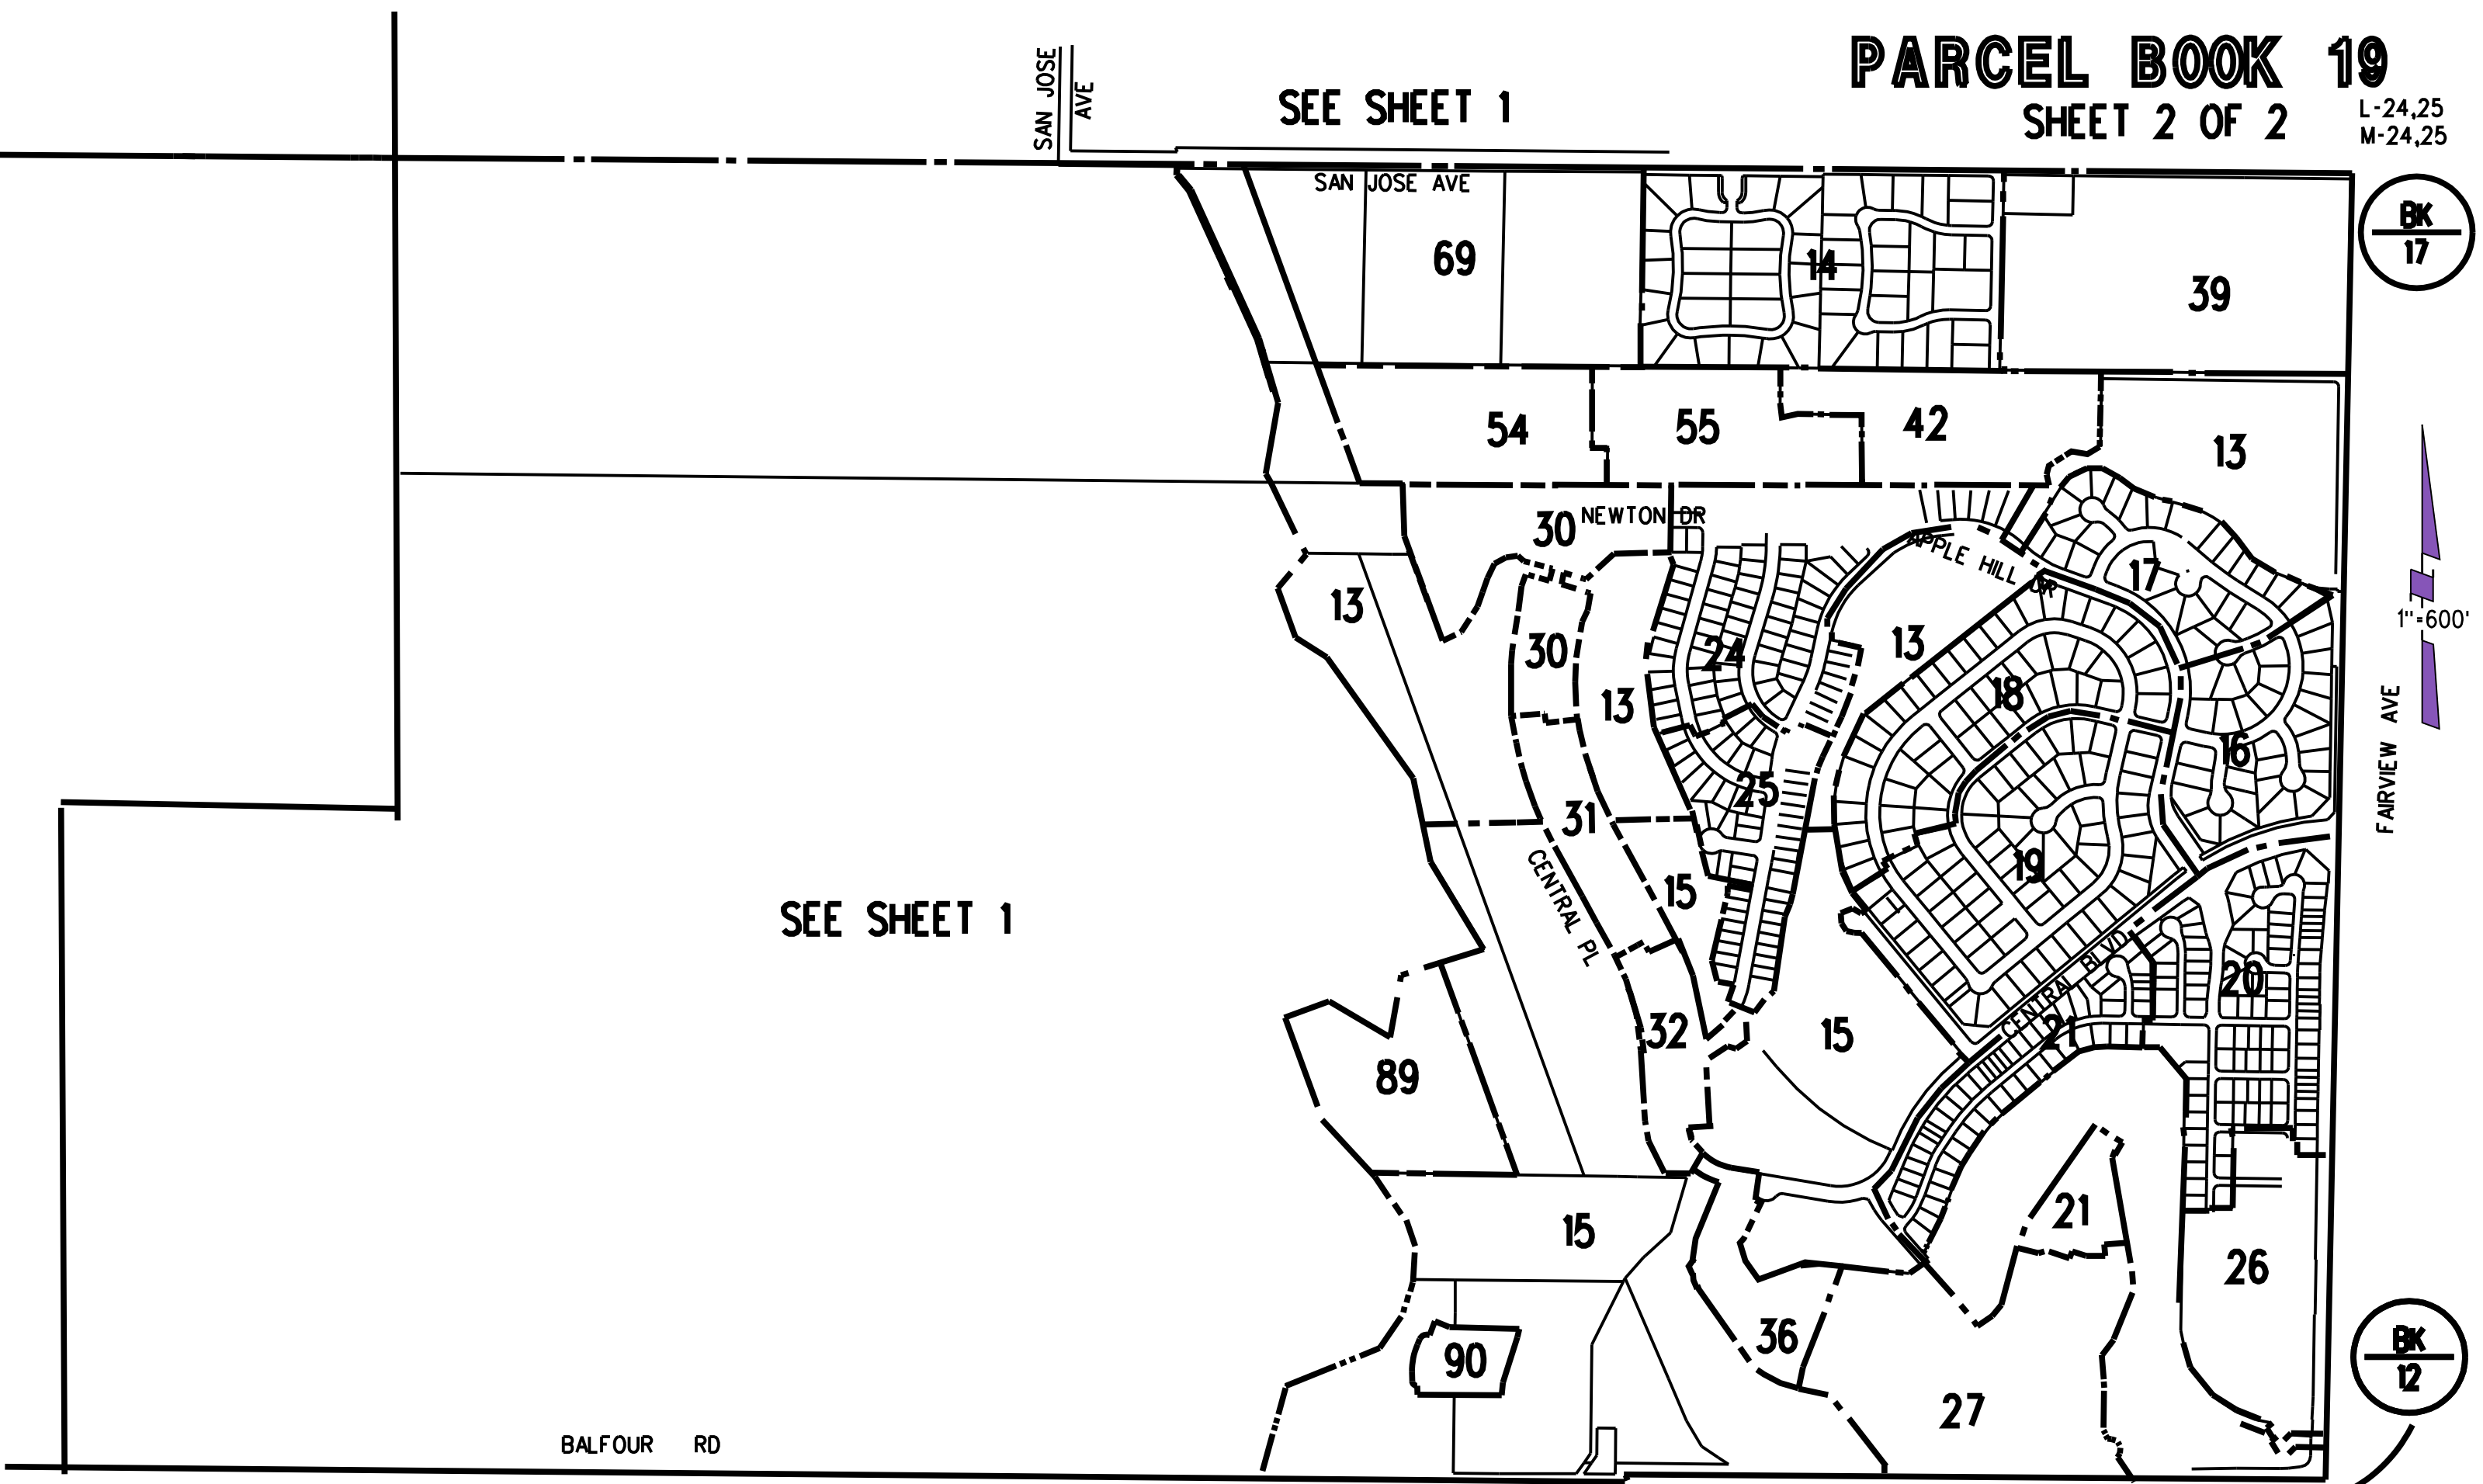 PARCEL BOOK 19
SHEET 2 OF 2
L-24,25
M-24,25
SAN JOSE
AVE
SEE SHEET 1
SAN JOSE AVE
BK
17
69
14
39
54
55
42
13
30
NEWTON DR
APPLE HILL DR
17
13
30
24
13
18
13
1"=600'
16
FAIRVIEW AVE
25
31
19
CENTRAL PL
15
SEE SHEET 1
CENTRAL BLVD
20
32
15
21
89
21
15
26
36
90
BK
12
27
BALFOUR RD